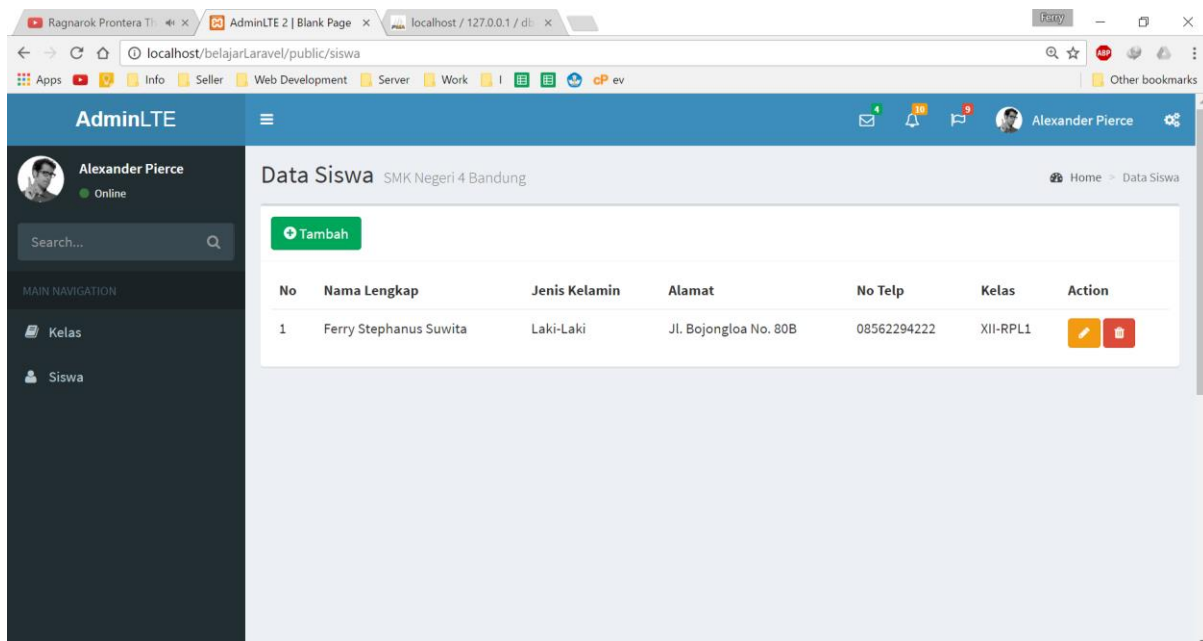 Ragnarok Prontera Th
AdminLTE 2 | Blank Page
localhost / 127.0.0.1 / db
Ferry
localhost/belajarLaravel/public/siswa
ABP
Apps Info Seller Web Development Server Work I cP ev Other bookmarks
AdminLTE
4 10 9 Alexander Pierce
Alexander Pierce
Online
Data Siswa SMK Negeri 4 Bandung
Home > Data Siswa
Search...
Tambah
MAIN NAVIGATION
Kelas
Siswa
No Nama Lengkap Jenis Kelamin Alamat No Telp Kelas Action
1 Ferry Stephanus Suwita Laki-Laki Jl. Bojongloa No. 80B 08562294222 XII-RPL1